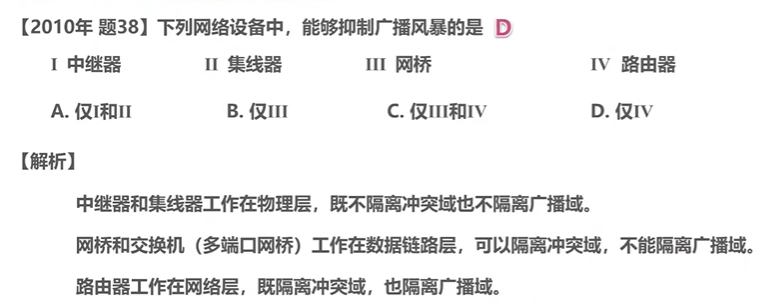 【2010年 题38】下列网络设备中，能够抑制广播风暴的是 D
I 中继器 II 集线器 III 网桥 IV 路由器
A. 仅I和II B. 仅III C. 仅III和IV D. 仅IV
【解析】
中继器和集线器工作在物理层，既不隔离冲突域也不隔离广播域。
网桥和交换机（多端口网桥）工作在数据链路层，可以隔离冲突域，不能隔离广播域。
路由器工作在网络层，既隔离冲突域，也隔离广播域。